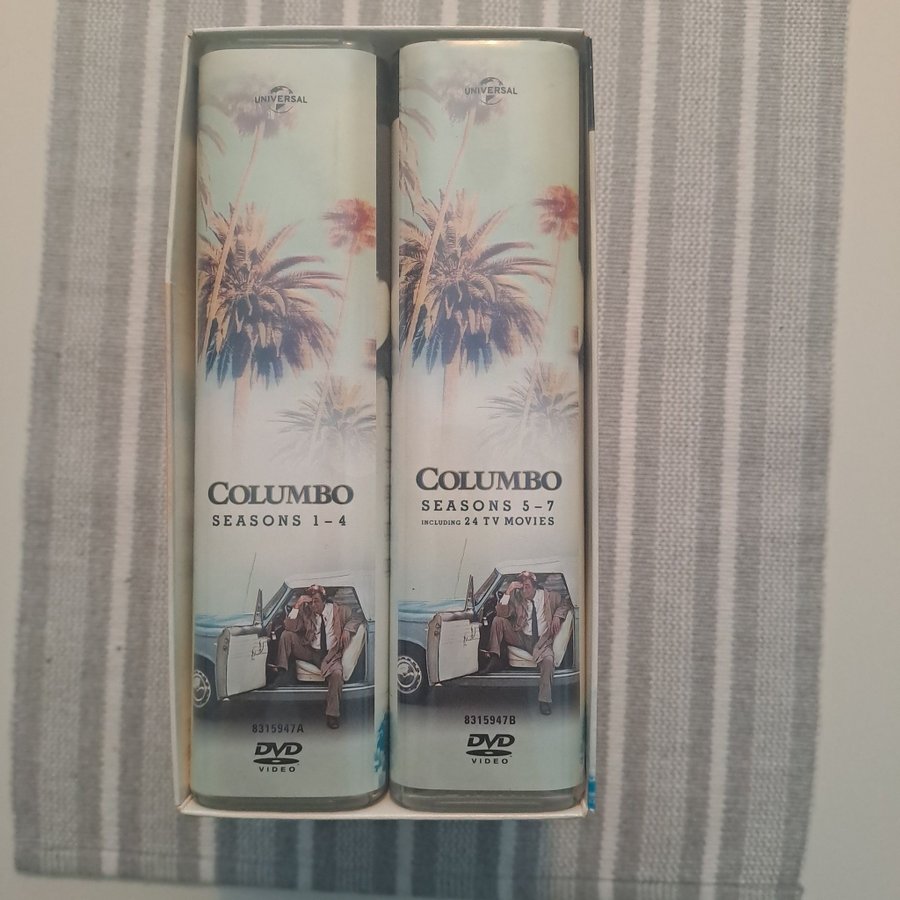 UNIVERSAL
COLUMBO
SEASONS 1-4
8315947A
DVD
VIDEO
UNIVERSAL
COLUMBO
SEASONS 5-7
INCLUDING 24 TV MOVIES
8315947B
DVD
VIDEO